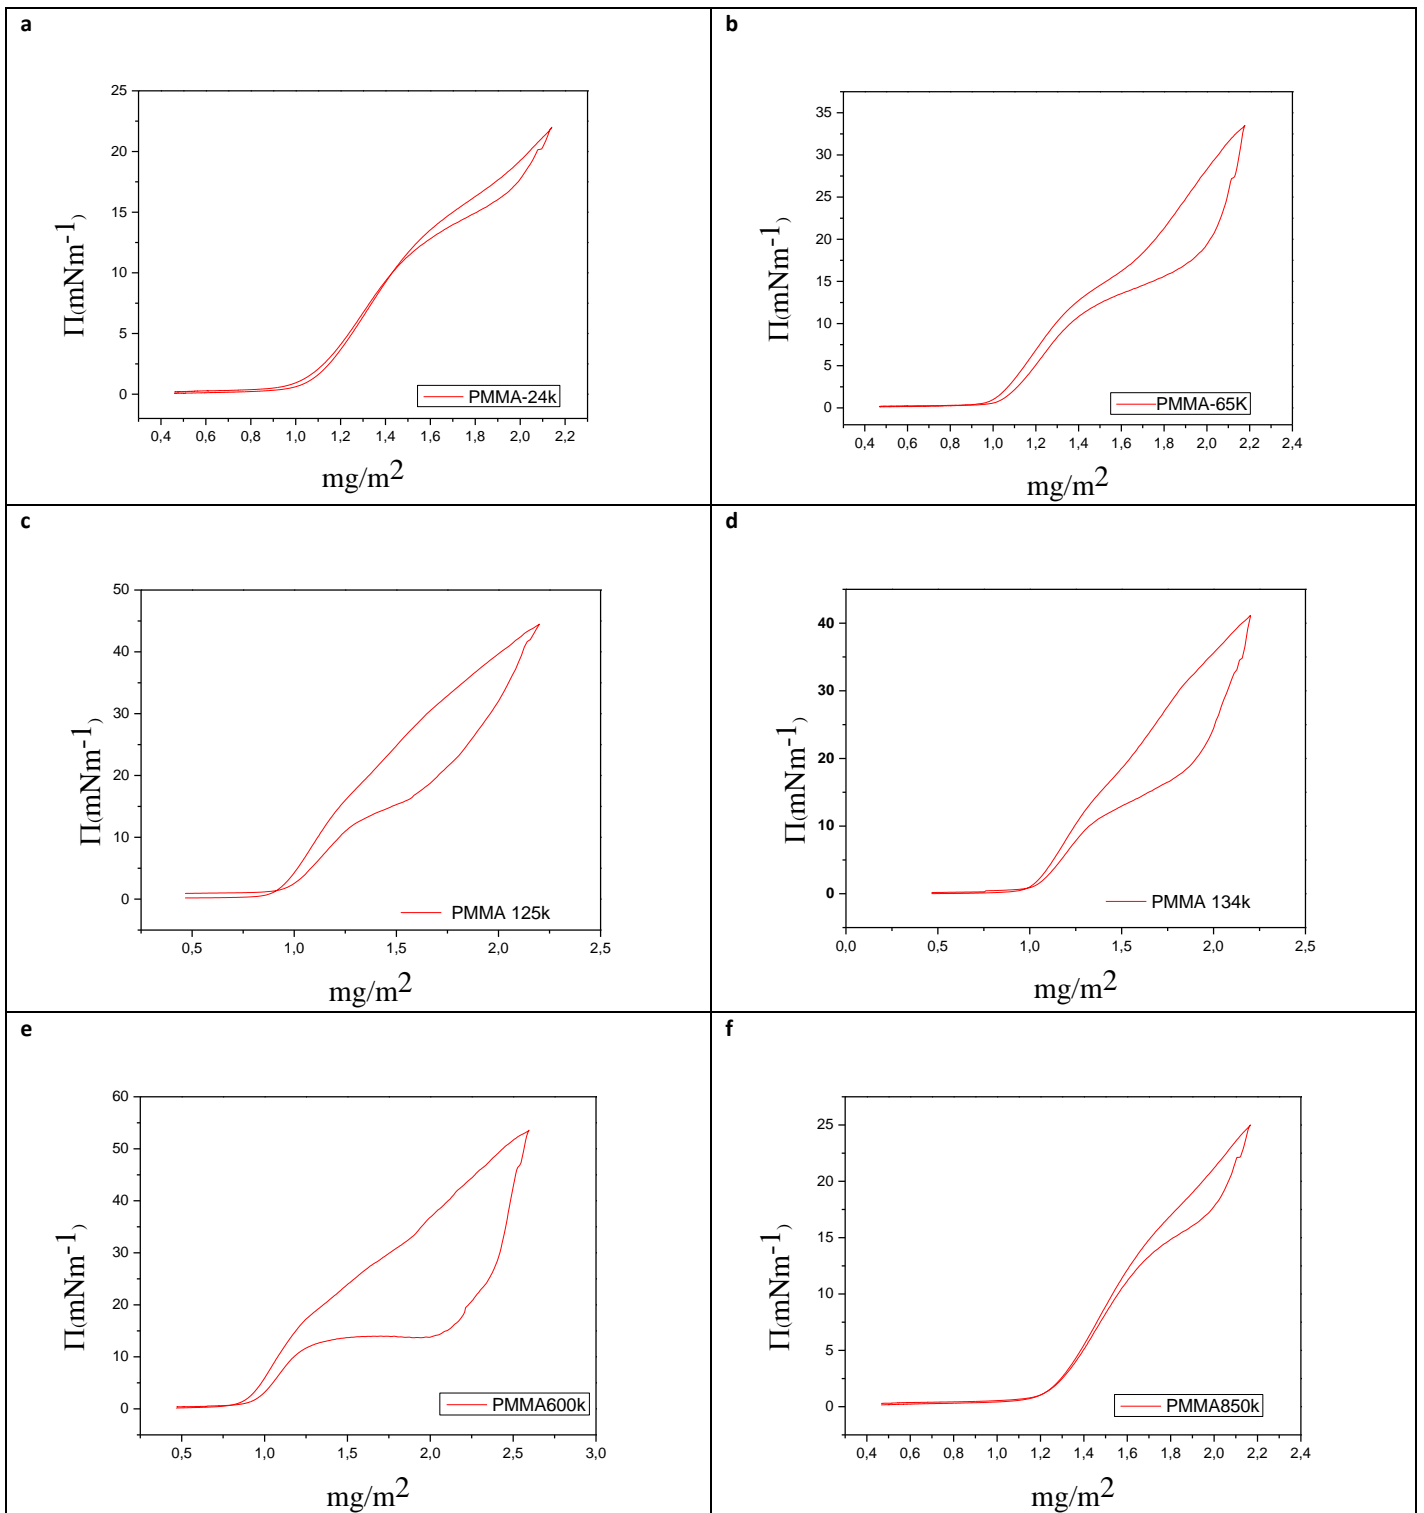 a
25
20
15
10
5
0
Π(mNm-1)
PMMA-24k
0,4 0,6 0,8 1,0 1,2 1,4 1,6 1,8 2,0 2,2
mg/m2
b
35
30
25
20
15
10
5
0
Π(mNm-1)
PMMA-65K
0,4 0,6 0,8 1,0 1,2 1,4 1,6 1,8 2,0 2,2 2,4
mg/m2
c
50
40
30
20
10
0
Π(mNm-1)
PMMA 125k
0,5 1,0 1,5 2,0 2,5
mg/m2
d
40
30
20
10
0
Π(mNm-1)
PMMA 134k
0,0 0,5 1,0 1,5 2,0 2,5
mg/m2
e
60
50
40
30
20
10
0
Π(mNm-1)
PMMA600k
0,5 1,0 1,5 2,0 2,5 3,0
mg/m2
f
25
20
15
10
5
0
Π(mNm-1)
PMMA850k
0,4 0,6 0,8 1,0 1,2 1,4 1,6 1,8 2,0 2,2 2,4
mg/m2